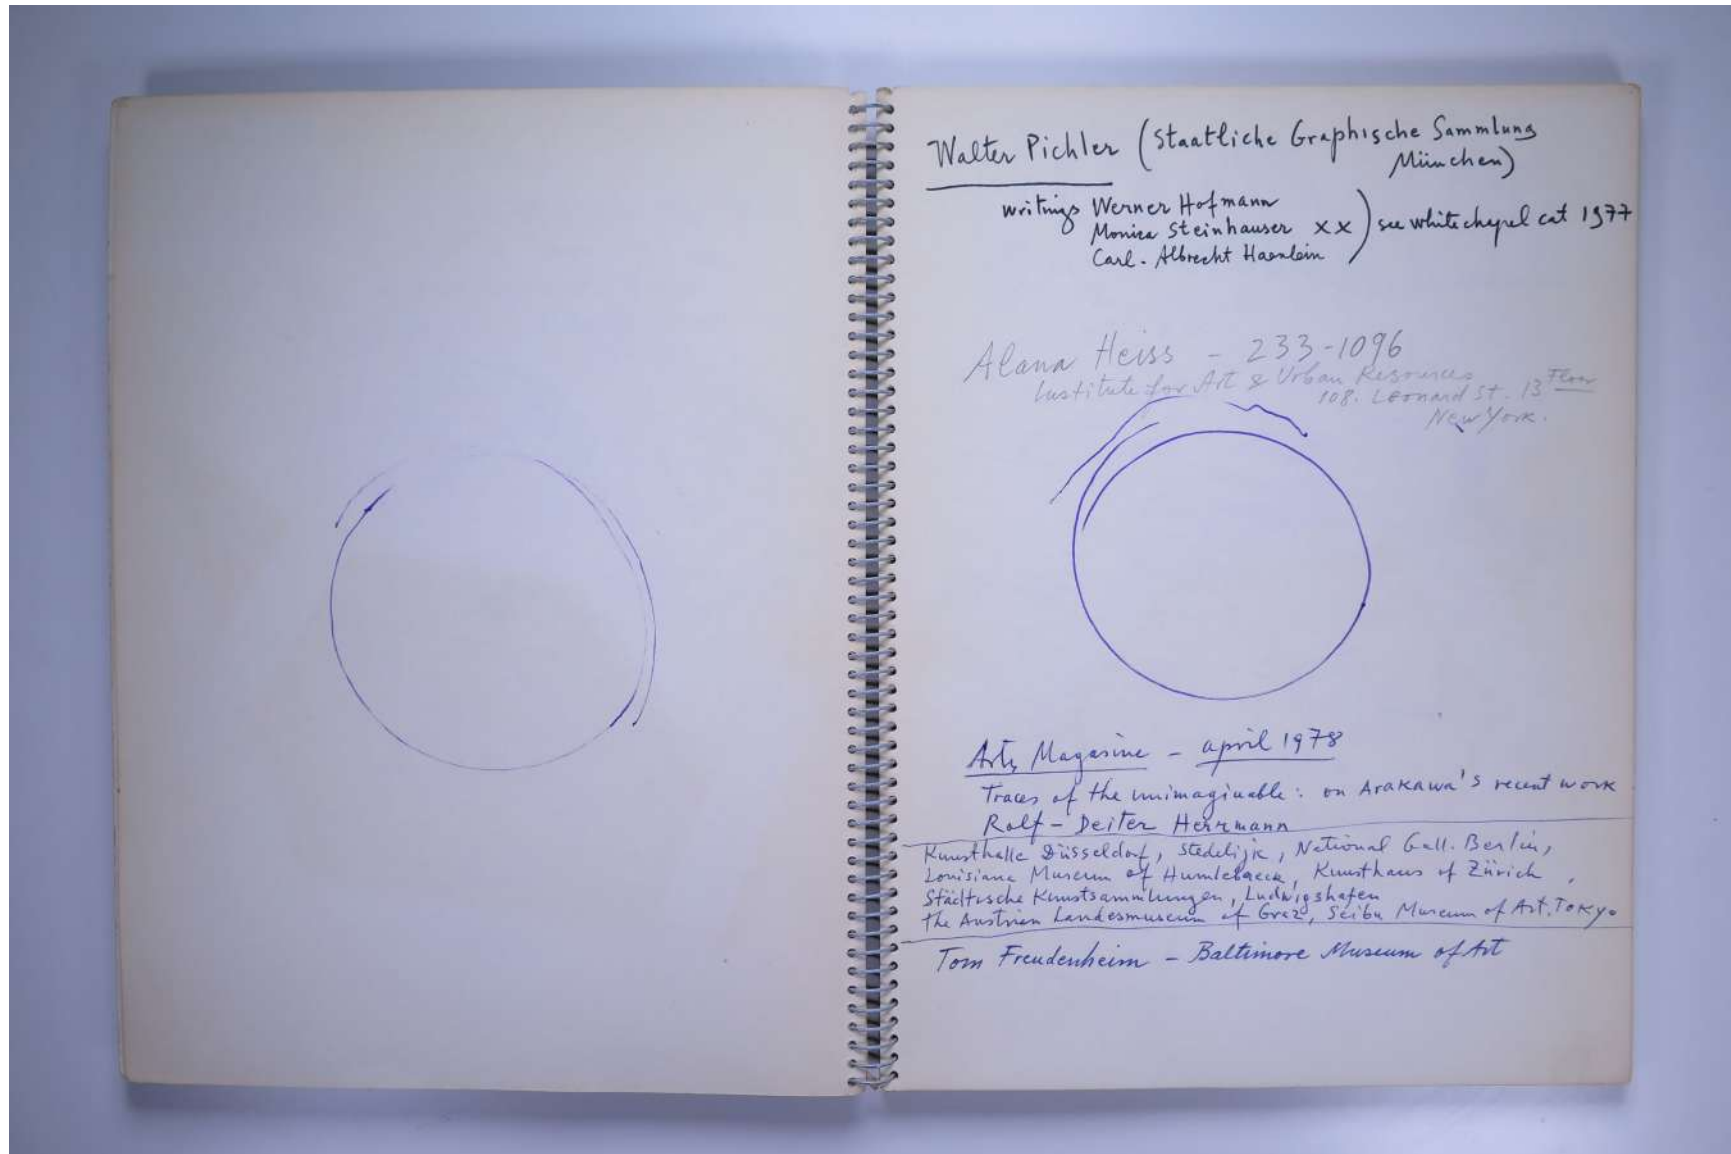 Walter Pichler (Staatliche Graphische Sammlung
München)
writings Werner Hofmann
Monica Steinhauser xx) see whitechapel cat 1977
Carl. Albrecht Haenlein
Alana Heiss - 233-1096
Institute for Art & Urban Resources
108. Leonard St. 13 Floor
New York.
Arts Magasine - april 1978
Traces of the unimaginable: on Arakawa's recent work
Rolf - Deiter Herrmann
Kunsthalle Düsseldorf, Stedelijk, National Gall. Berlin,
Louisiana Museum of Humlebaeck, Kunsthaus of Zürich,
Städtische Kunstsammlungen, Ludwigshafen
The Austrian Landesmuseum of Graz, Seibu Museum of Art. Tokyo
Tom Freudenheim - Baltimore Museum of Art